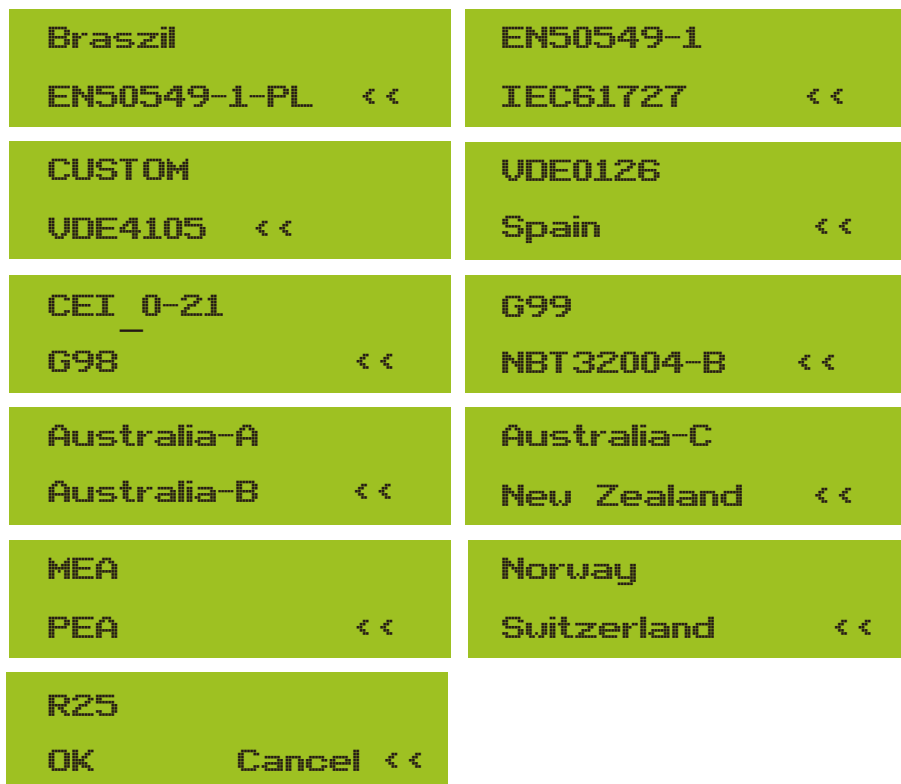 Braszil
EN50549-1-PL <<
EN50549-1
IEC61727 <<
CUSTOM
VDE4105 <<
VDE0126
Spain <<
CEI_0-21
G98 <<
G99
NBT32004-B <<
Australia-A
Australia-B <<
Australia-C
New Zealand <<
MEA
PEA <<
Norway
Switzerland <<
R25
OK Cancel <<